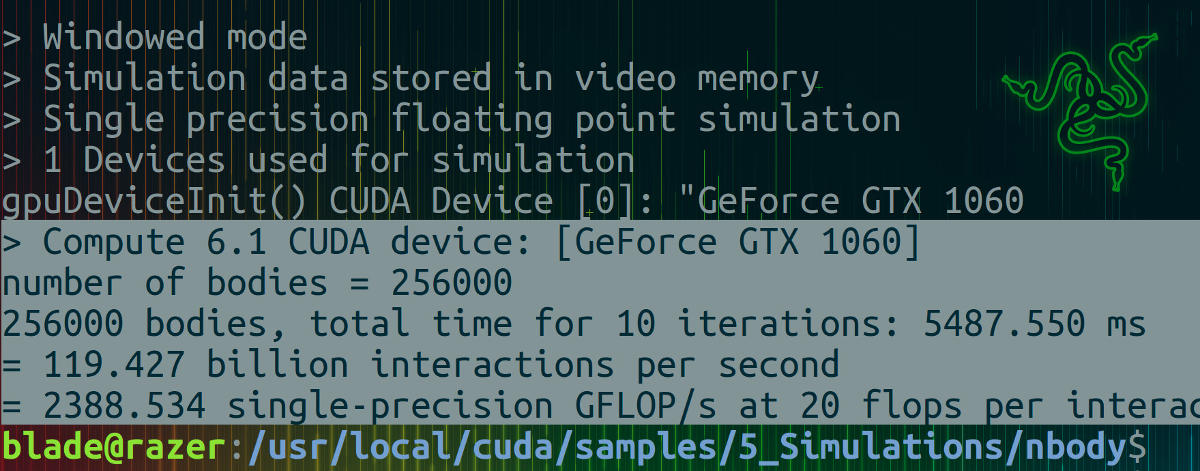 > Windowed mode
> Simulation data stored in video memory
> Single precision floating point simulation
> 1 Devices used for simulation
gpuDeviceInit() CUDA Device [0]: "GeForce GTX 1060
> Compute 6.1 CUDA device: [GeForce GTX 1060]
number of bodies = 256000
256000 bodies, total time for 10 iterations: 5487.550 ms
= 119.427 billion interactions per second
= 2388.534 single-precision GFLOP/s at 20 flops per interac
blade@razer:/usr/local/cuda/samples/5_Simulations/nbody$